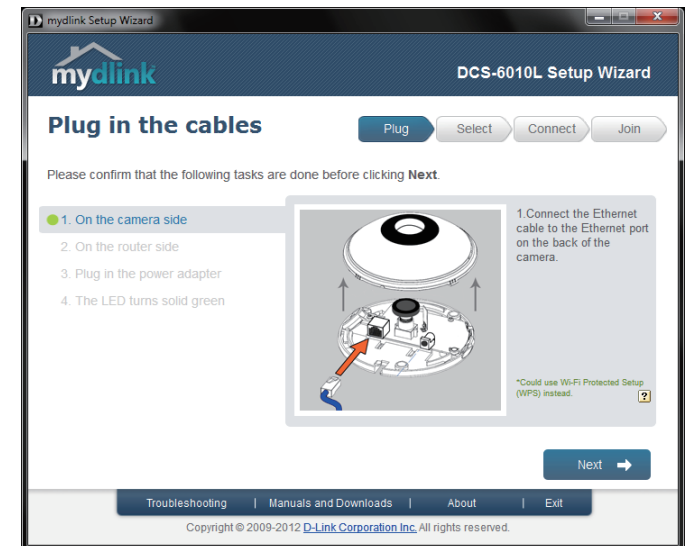 mydlink Setup Wizard
mydlink
DCS-6010L Setup Wizard
Plug in the cables
Plug
Select
Connect
Join
Please confirm that the following tasks are done before clicking Next.
1. On the camera side
2. On the router side
3. Plug in the power adapter
4. The LED turns solid green
1.Connect the Ethernet
cable to the Ethernet port
on the back of the
camera.
*Could use Wi-Fi Protected Setup
(WPS) instead.
?
Next
Troubleshooting | Manuals and Downloads | About | Exit
Copyright © 2009-2012 D-Link Corporation Inc. All rights reserved.